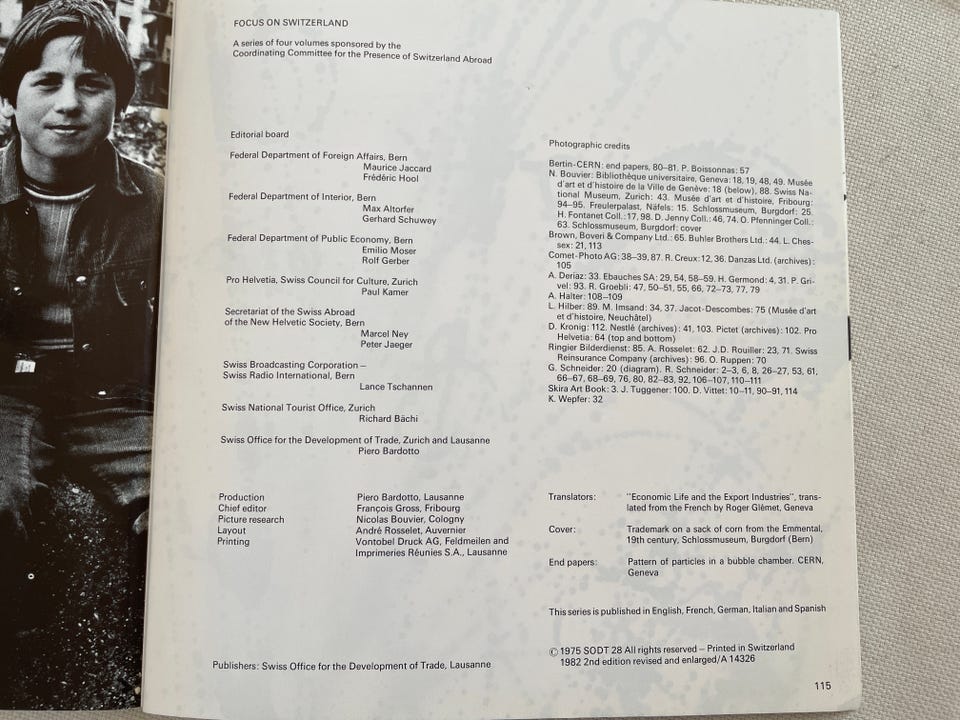 FOCUS ON SWITZERLAND
A series of four volumes sponsored by the
Coordinating Committee for the Presence of Switzerland Abroad
Editorial board
Federal Department of Foreign Affairs, Bern
Maurice Jaccard
Frédéric Hool
Federal Department of Interior, Bern
Max Altorfer
Gerhard Schuwey
Federal Department of Public Economy, Bern
Emilio Moser
Rolf Gerber
Pro Helvetia, Swiss Council for Culture, Zurich
Paul Kamer
Secretariat of the Swiss Abroad
of the New Helvetic Society, Bern
Marcel Ney
Peter Jaeger
Swiss Broadcasting Corporation –
Swiss Radio International, Bern
Lance Tschannen
Swiss National Tourist Office, Zurich
Richard Bächi
Swiss Office for the Development of Trade, Zurich and Lausanne
Piero Bardotto
Production Piero Bardotto, Lausanne
Chief editor François Gross, Fribourg
Picture research Nicolas Bouvier, Cologny
Layout André Rosselet, Auvernier
Printing Vontobel Druck AG, Feldmeilen and
Imprimeries Réunies S.A., Lausanne
Publishers: Swiss Office for the Development of Trade, Lausanne
Photographic credits
Bertin-CERN: end papers, 80–81. P. Boissonnas: 57
N. Bouvier: Bibliothèque universitaire, Geneva: 18, 19, 48, 49. Musée
d'art et d'histoire de la Ville de Genève: 18 (below), 88. Swiss Na-
tional Museum, Zurich: 43. Musée d'art et d'histoire, Fribourg:
94–95. Freulerpalast, Näfels: 15. Schlossmuseum, Burgdorf: 25.
H. Fontanet Coll.: 17, 98. D. Jenny Coll.: 46, 74. O. Pfenninger Coll.:
63. Schlossmuseum, Burgdorf: cover
Brown, Boveri & Company Ltd.: 65. Buhler Brothers Ltd.: 44. L. Ches-
sex: 21, 113
Comet-Photo AG: 38–39, 87. R. Creux: 12, 36. Danzas Ltd. (archives):
105
A. Deriaz: 33. Ebauches SA: 29, 54, 58–59. H. Germond: 4, 31. P. Gri-
vel: 93. R. Groebli: 47, 50–51, 55, 66, 72–73, 77, 79
A. Halter: 108–109
L. Hilber: 89. M. Imsand: 34, 37. Jacot-Descombes: 75 (Musée d'art
et d'histoire, Neuchâtel)
D. Kronig: 112. Nestlé (archives): 41, 103. Pictet (archives): 102. Pro
Helvetia: 64 (top and bottom)
Ringier Bilderdienst: 85. A. Rosselet: 62. J.D. Rouiller: 23, 71. Swiss
Reinsurance Company (archives): 96. O. Ruppen: 70
G. Schneider: 20 (diagram). R. Schneider: 2–3, 6, 8, 26–27, 53, 61,
66–67, 68–69, 76, 80, 82–83, 92, 106–107, 110–111
Skira Art Book: 3. J. Tuggener: 100. D. Vittet: 10–11, 90–91, 114
K. Wepfer: 32
Translators: "Economic Life and the Export Industries", trans-
lated from the French by Roger Glémet, Geneva
Cover: Trademark on a sack of corn from the Emmental,
19th century, Schlossmuseum, Burgdorf (Bern)
End papers: Pattern of particles in a bubble chamber. CERN,
Geneva
This series is published in English, French, German, Italian and Spanish
© 1975 SODT 28 All rights reserved – Printed in Switzerland
1982 2nd edition revised and enlarged/A 14326
115